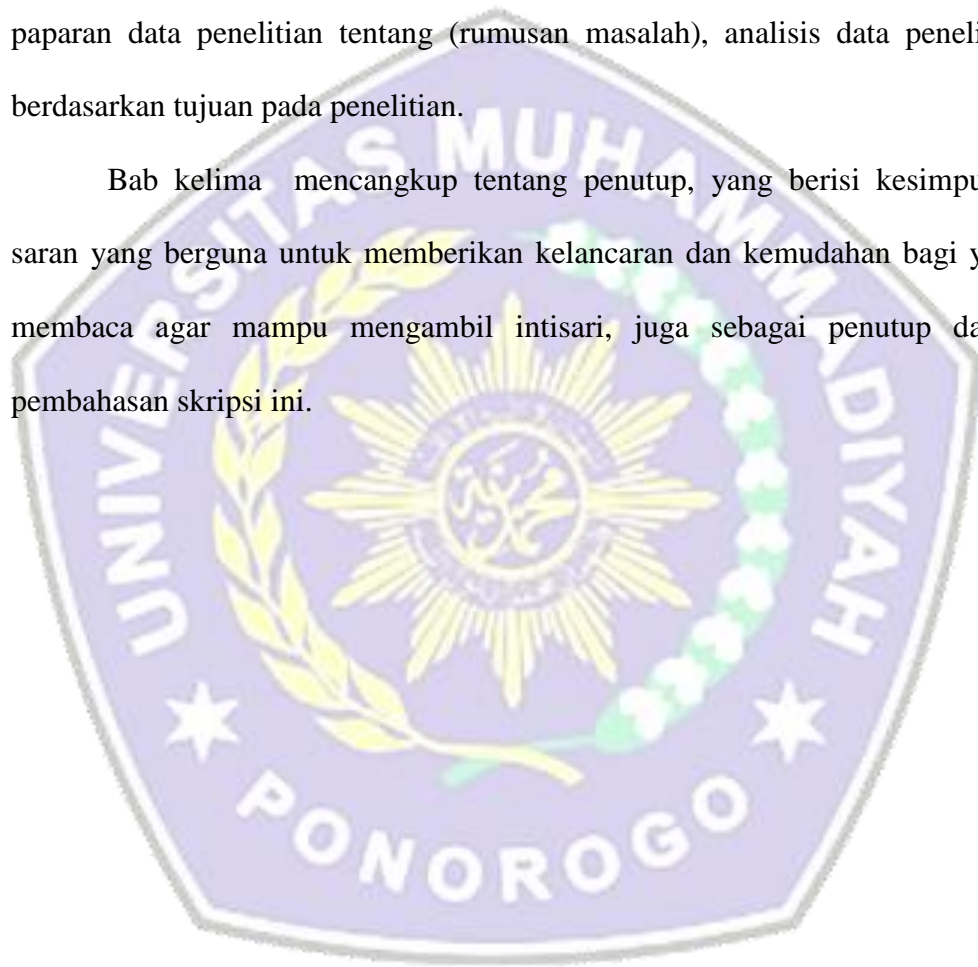 paparan data penelitian tentang (rumusan masalah), analisis data peneli
berdasarkan tujuan pada penelitian.
Bab kelima mencangkup tentang penutup, yang berisi kesimpu
saran yang berguna untuk memberikan kelancaran dan kemudahan bagi y
membaca agar mampu mengambil intisari, juga sebagai penutup da
pembahasan skripsi ini.
UNIVERSITAS MUHAMMADIYAH
PONOROGO